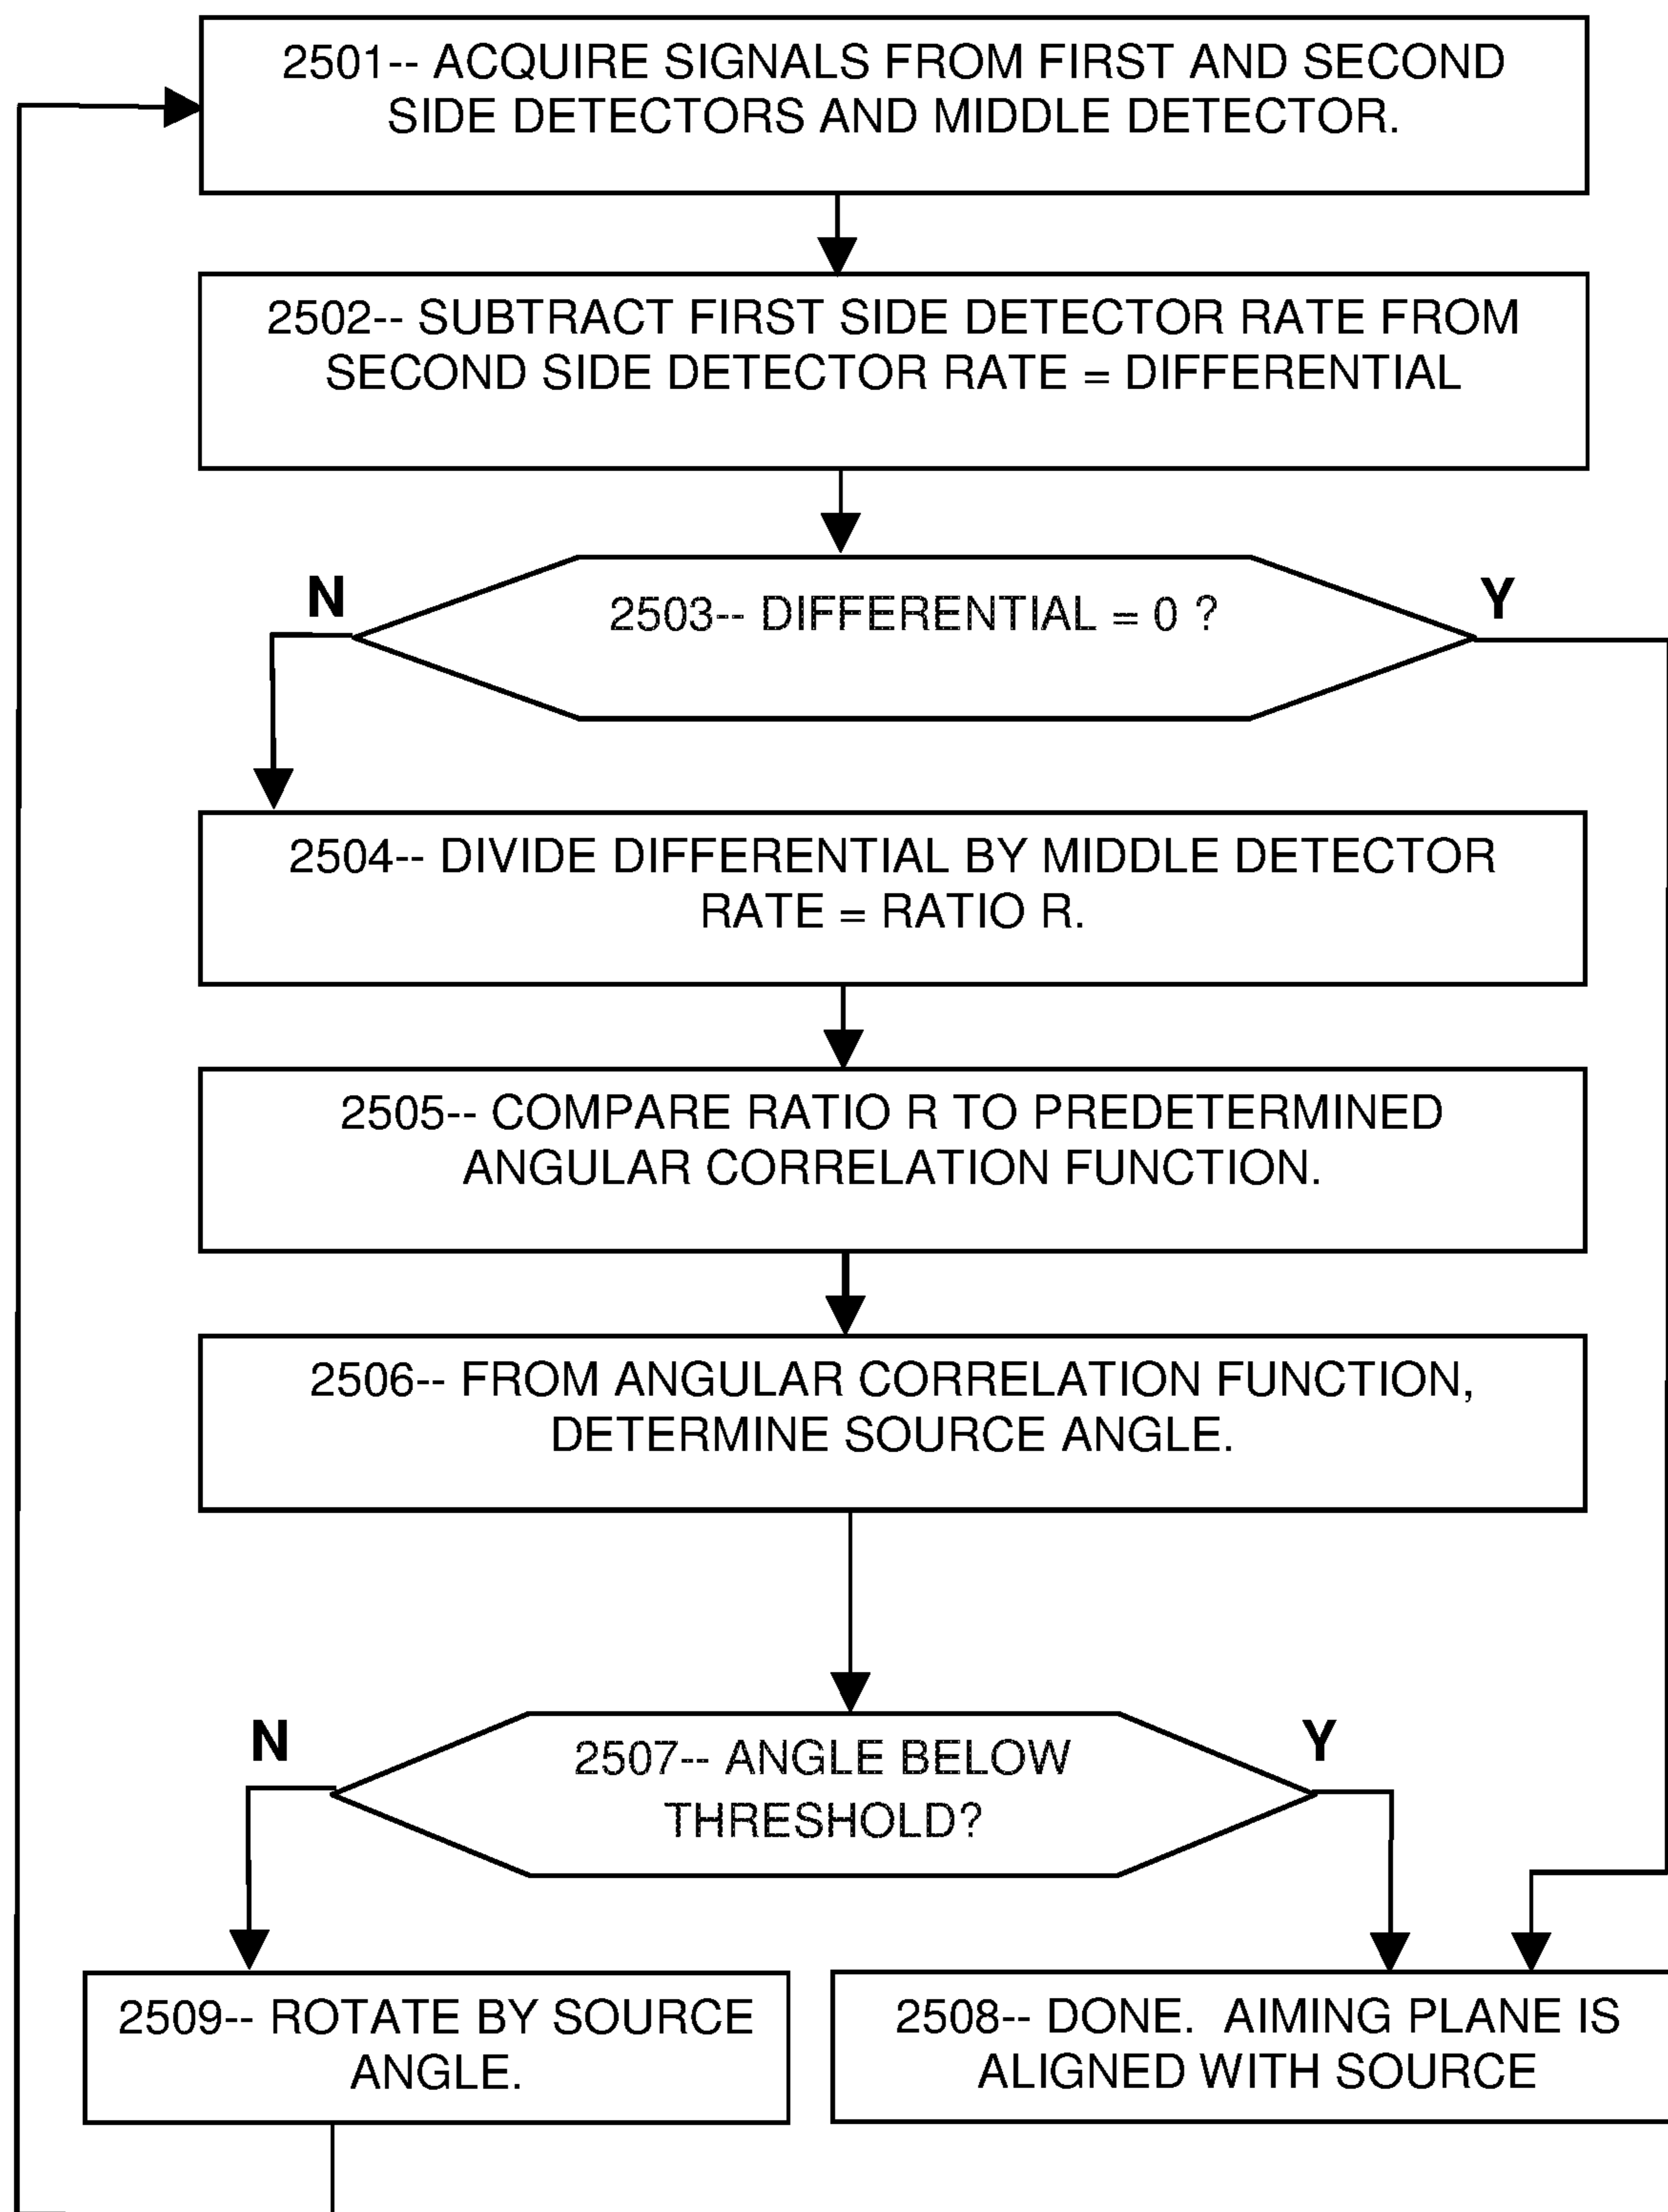 2501-- ACQUIRE SIGNALS FROM FIRST AND SECOND
SIDE DETECTORS AND MIDDLE DETECTOR.
2502-- SUBTRACT FIRST SIDE DETECTOR RATE FROM
SECOND SIDE DETECTOR RATE = DIFFERENTIAL
N
2503-- DIFFERENTIAL = 0 ?
Y
2504-- DIVIDE DIFFERENTIAL BY MIDDLE DETECTOR
RATE = RATIO R.
2505-- COMPARE RATIO R TO PREDETERMINED
ANGULAR CORRELATION FUNCTION.
2506-- FROM ANGULAR CORRELATION FUNCTION,
DETERMINE SOURCE ANGLE.
N
2507-- ANGLE BELOW
THRESHOLD?
Y
2509-- ROTATE BY SOURCE
ANGLE.
2508-- DONE.  AIMING PLANE IS
ALIGNED WITH SOURCE